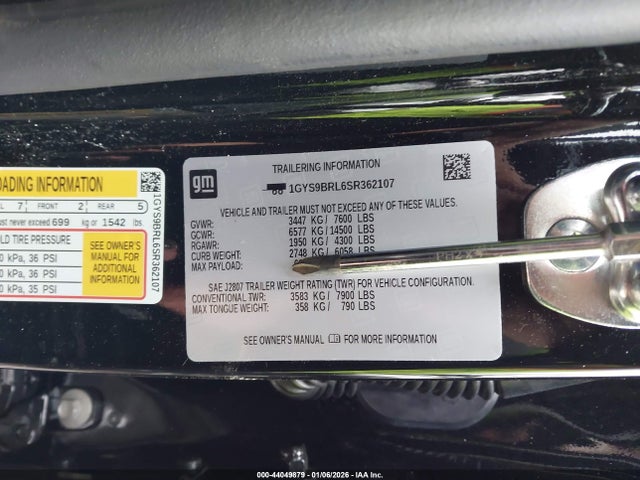 OADING INFORMATION
L 7 FRONT 2 REAR 5
ust never exceed 699 kg or 1542 lbs
LD TIRE PRESSURE
0 kPa, 36 PSI
0 kPa, 36 PSI
0 kPa, 35 PSI
SEE OWNER'S
MANUAL FOR
ADDITIONAL
INFORMATION
1GYS9BRL6SR362107
gm
TRAILERING INFORMATION
1GYS9BRL6SR362107
VEHICLE AND TRAILER MUST NOT EXCEED ANY OF THESE VALUES.
GVWR: 3447 KG / 7600 LBS
GCWR: 6577 KG / 14500 LBS
RGAWR: 1950 KG / 4300 LBS
CURB WEIGHT: 2748 KG / 6058 LBS
MAX PAYLOAD:
SAE J2807 TRAILER WEIGHT RATING (TWR) FOR VEHICLE CONFIGURATION.
CONVENTIONAL TWR: 3583 KG / 7900 LBS
MAX TONGUE WEIGHT: 358 KG / 790 LBS
SEE OWNER'S MANUAL FOR MORE INFORMATION
000-44049879 - 01/06/2026 - IAA Inc.